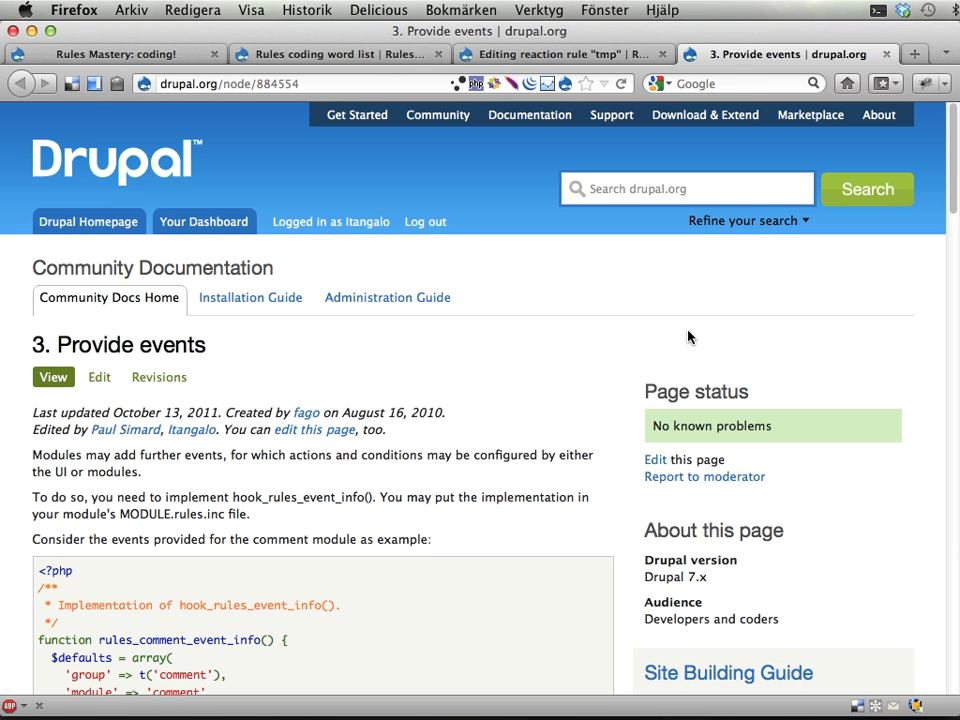 Firefox Arkiv Redigera Visa Historik Delicious Bokmärken Verktyg Fönster Hjälp
3. Provide events | drupal.org
Rules Mastery: coding!
Rules coding word list | Rules...
Editing reaction rule "tmp" | R...
3. Provide events | drupal.org
drupal.org/node/884554
php
Google
Get Started Community Documentation Support Download & Extend Marketplace About
Drupal™
Search drupal.org
Search
Refine your search
Drupal Homepage Your Dashboard Logged in as Itangalo Log out
Community Documentation
Community Docs Home Installation Guide Administration Guide
3. Provide events
View Edit Revisions
Last updated October 13, 2011. Created by fago on August 16, 2010.
Edited by Paul Simard, Itangalo. You can edit this page, too.
Modules may add further events, for which actions and conditions may be configured by either
the UI or modules.
To do so, you need to implement hook_rules_event_info(). You may put the implementation in
your module's MODULE.rules.inc file.
Consider the events provided for the comment module as example:
<?php
/**
* Implementation of hook_rules_event_info().
*/
function rules_comment_event_info() {
$defaults = array(
'group' => t('comment'),
'module' => 'comment'
Page status
No known problems
Edit this page
Report to moderator
About this page
Drupal version
Drupal 7.x
Audience
Developers and coders
Site Building Guide
ABP